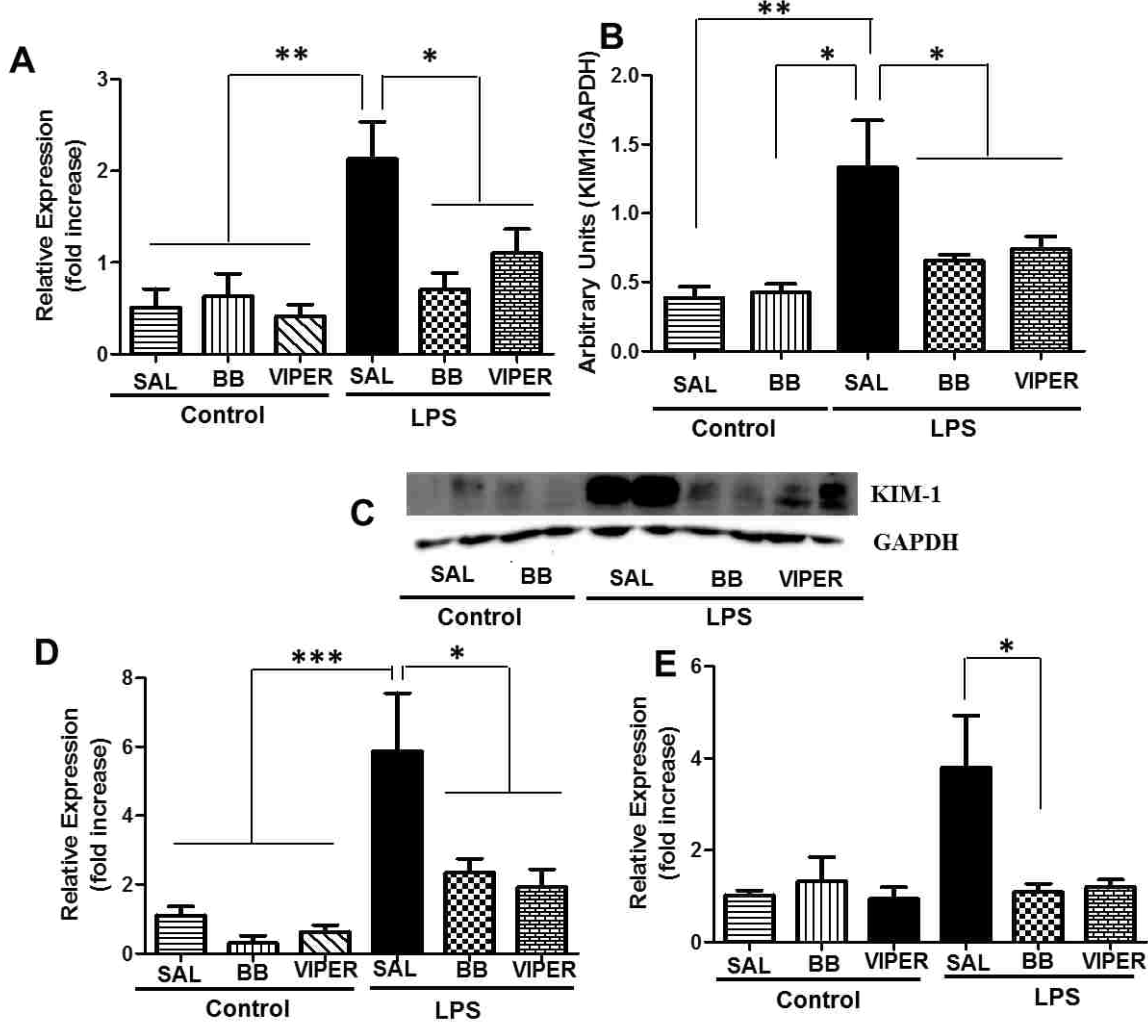 A
Relative Expression
(fold increase)
3
2
1
0
**
*
SAL BB VIPER SAL BB VIPER
Control LPS
B
Arbitrary Units (KIM1/GAPDH)
2.0
1.5
1.0
0.5
0.0
**
*
*
SAL BB SAL BB VIPER
Control LPS
C
KIM-1
GAPDH
SAL BB SAL BB VIPER
Control LPS
D
Relative Expression
(fold increase)
8
6
4
2
0
***
*
SAL BB VIPER SAL BB VIPER
Control LPS
E
Relative Expression
(fold increase)
6
4
2
0
*
SAL BB VIPER SAL BB VIPER
Control LPS